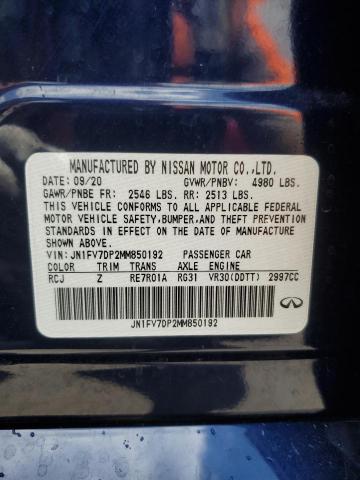 MANUFACTURED BY NISSAN MOTOR CO.,LTD.
DATE: 09/20 GVWR/PNBV: 4980 LBS.
GAWR/PNBE FR: 2546 LBS. RR: 2513 LBS.
THIS VEHICLE CONFORMS TO ALL APPLICABLE FEDERAL
MOTOR VEHICLE SAFETY,BUMPER,AND THEFT PREVENTION
STANDARDS IN EFFECT ON THE DATE OF MANUFACTURE
SHOWN ABOVE.
VIN: JN1FV7DP2MM850192 PASSENGER CAR
COLOR TRIM TRANS AXLE ENGINE
RCJ Z RE7R01A RG31 VR30(DDTT) 2997CC
JN1FV7DP2MM850192